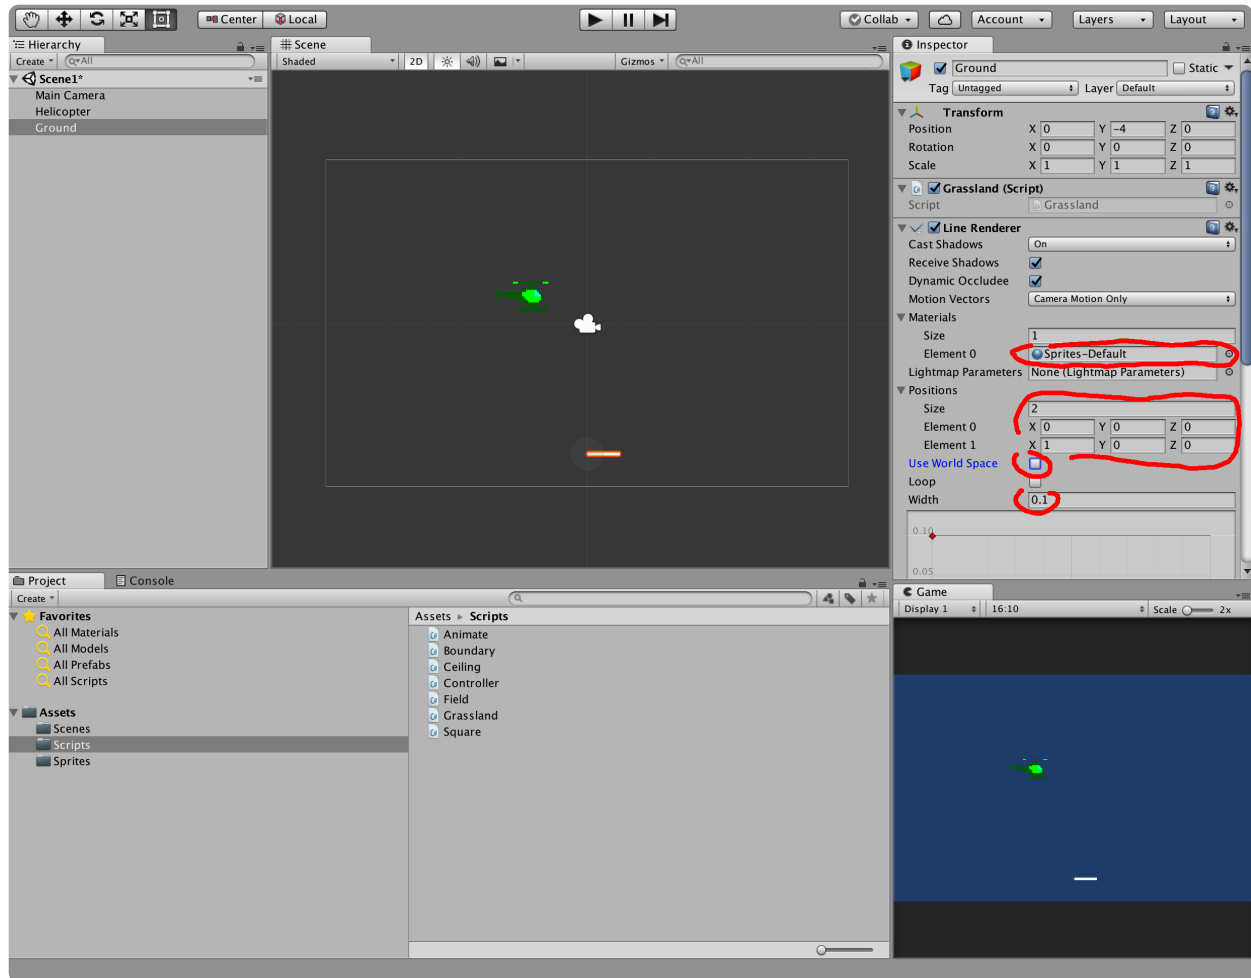 Center Local Collab Account Layers Layout
Hierarchy
Create All
Scene1*
Main Camera
Helicopter
Ground
Scene
Shaded 2D Gizmos All
Inspector
Ground Static
Tag Untagged Layer Default
Transform
Position X 0 Y -4 Z 0
Rotation X 0 Y 0 Z 0
Scale X 1 Y 1 Z 1
Grassland (Script)
Script Grassland
Line Renderer
Cast Shadows On
Receive Shadows
Dynamic Occludee
Motion Vectors Camera Motion Only
Materials
Size 1
Element 0 Sprites-Default
Lightmap Parameters None (Lightmap Parameters)
Positions
Size 2
Element 0 X 0 Y 0 Z 0
Element 1 X 1 Y 0 Z 0
Use World Space
Loop
Width 0.1
0.10
0.05
Project Console
Create
Favorites
All Materials
All Models
All Prefabs
All Scripts
Assets
Scenes
Scripts
Sprites
Assets Scripts
Animate
Boundary
Ceiling
Controller
Field
Grassland
Square
Game
Display 1 16:10 Scale 2x